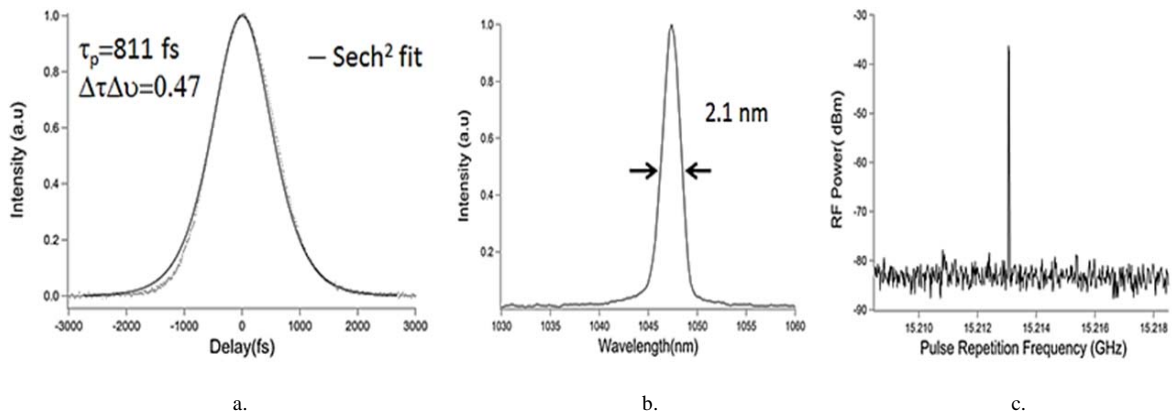 τp=811 fs
ΔτΔυ=0.47
— Sech² fit
Intensity (a.u)
1.0
0.8
0.6
0.4
0.2
0.0
-3000 -2000 -1000 0 1000 2000 3000
Delay(fs)
a.
2.1 nm
Intensity (a.u)
1.0
0.8
0.6
0.4
0.2
1030 1035 1040 1045 1050 1055 1060
Wavelength(nm)
b.
RF Power( dBm)
-30
-40
-50
-60
-70
-80
-90
15.210 15.212 15.214 15.216 15.218
Pulse Repetition Frequency (GHz)
c.